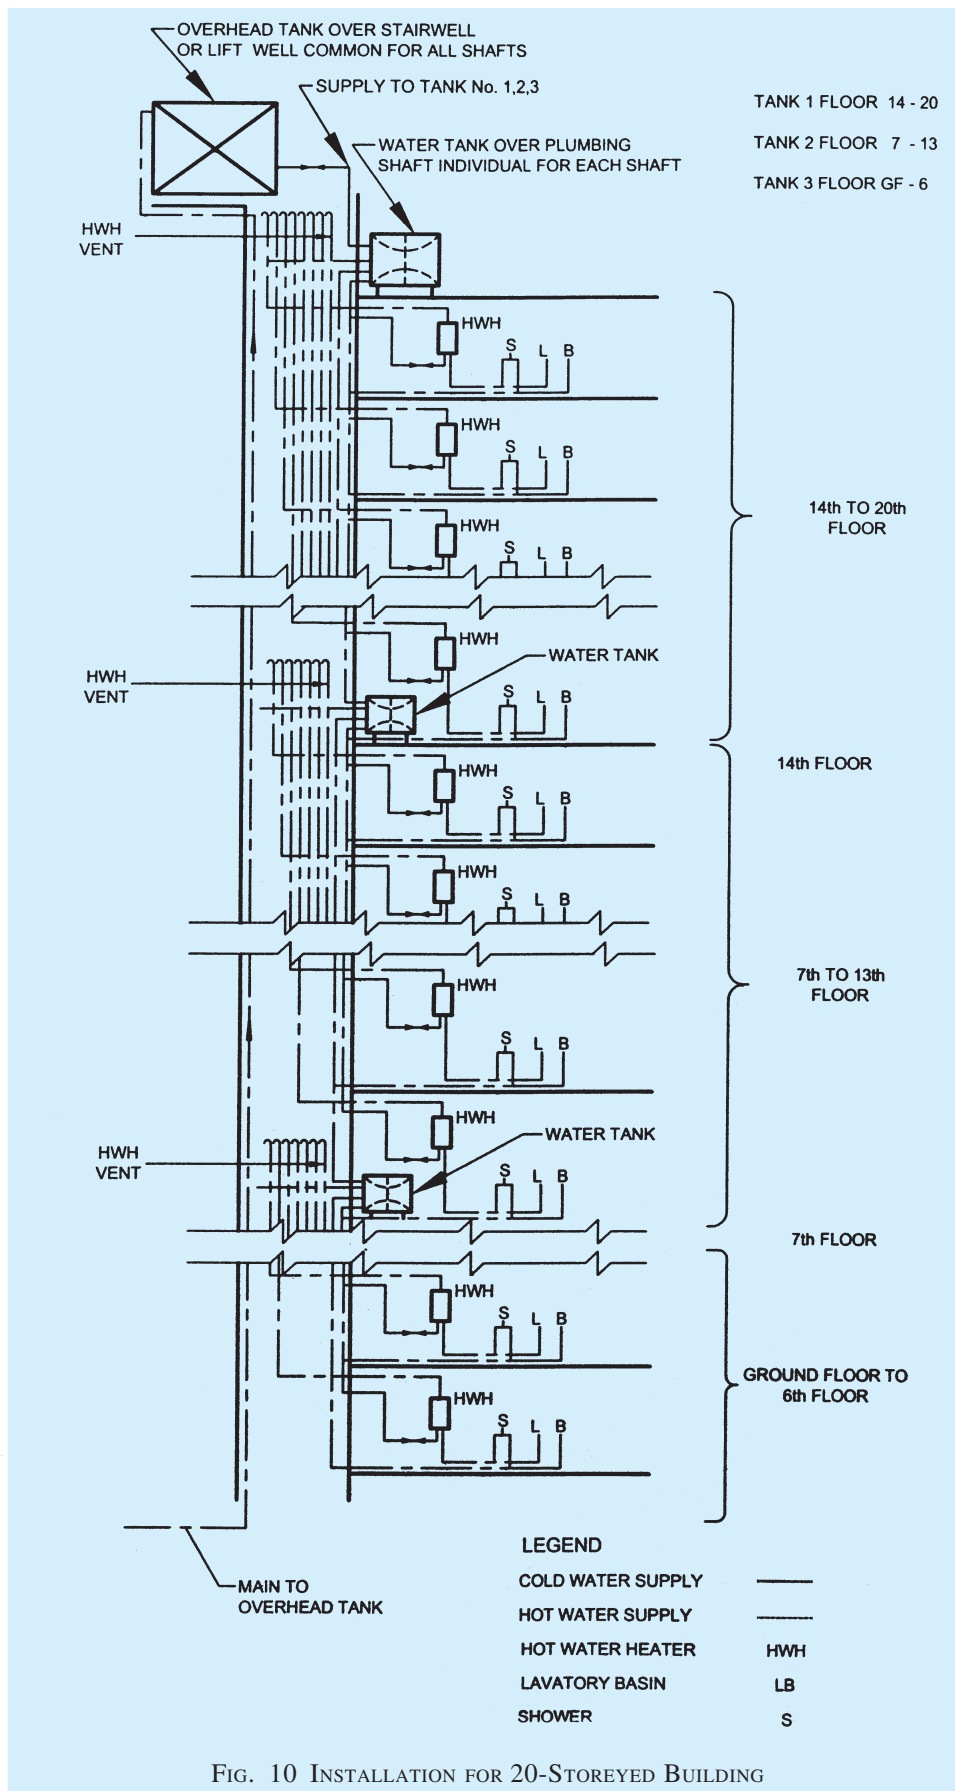 OVERHEAD TANK OVER STAIRWELL
OR LIFT WELL COMMON FOR ALL SHAFTS
SUPPLY TO TANK No. 1,2,3
TANK 1 FLOOR 14 - 20
WATER TANK OVER PLUMBING
SHAFT INDIVIDUAL FOR EACH SHAFT
TANK 2 FLOOR 7 - 13
TANK 3 FLOOR GF - 6
HWH
VENT
HWH
S L B
HWH
S L B
14th TO 20th
FLOOR
HWH
S L B
HWH
WATER TANK
HWH
VENT
S L B
14th FLOOR
HWH
S L B
HWH
S L B
7th TO 13th
FLOOR
HWH
S L B
HWH
WATER TANK
HWH
VENT
S L B
7th FLOOR
HWH
S L B
GROUND FLOOR TO
6th FLOOR
HWH
S L B
MAIN TO
OVERHEAD TANK
LEGEND
COLD WATER SUPPLY
HOT WATER SUPPLY
HOT WATER HEATER HWH
LAVATORY BASIN LB
SHOWER S
FIG. 10 INSTALLATION FOR 20-STOREYED BUILDING